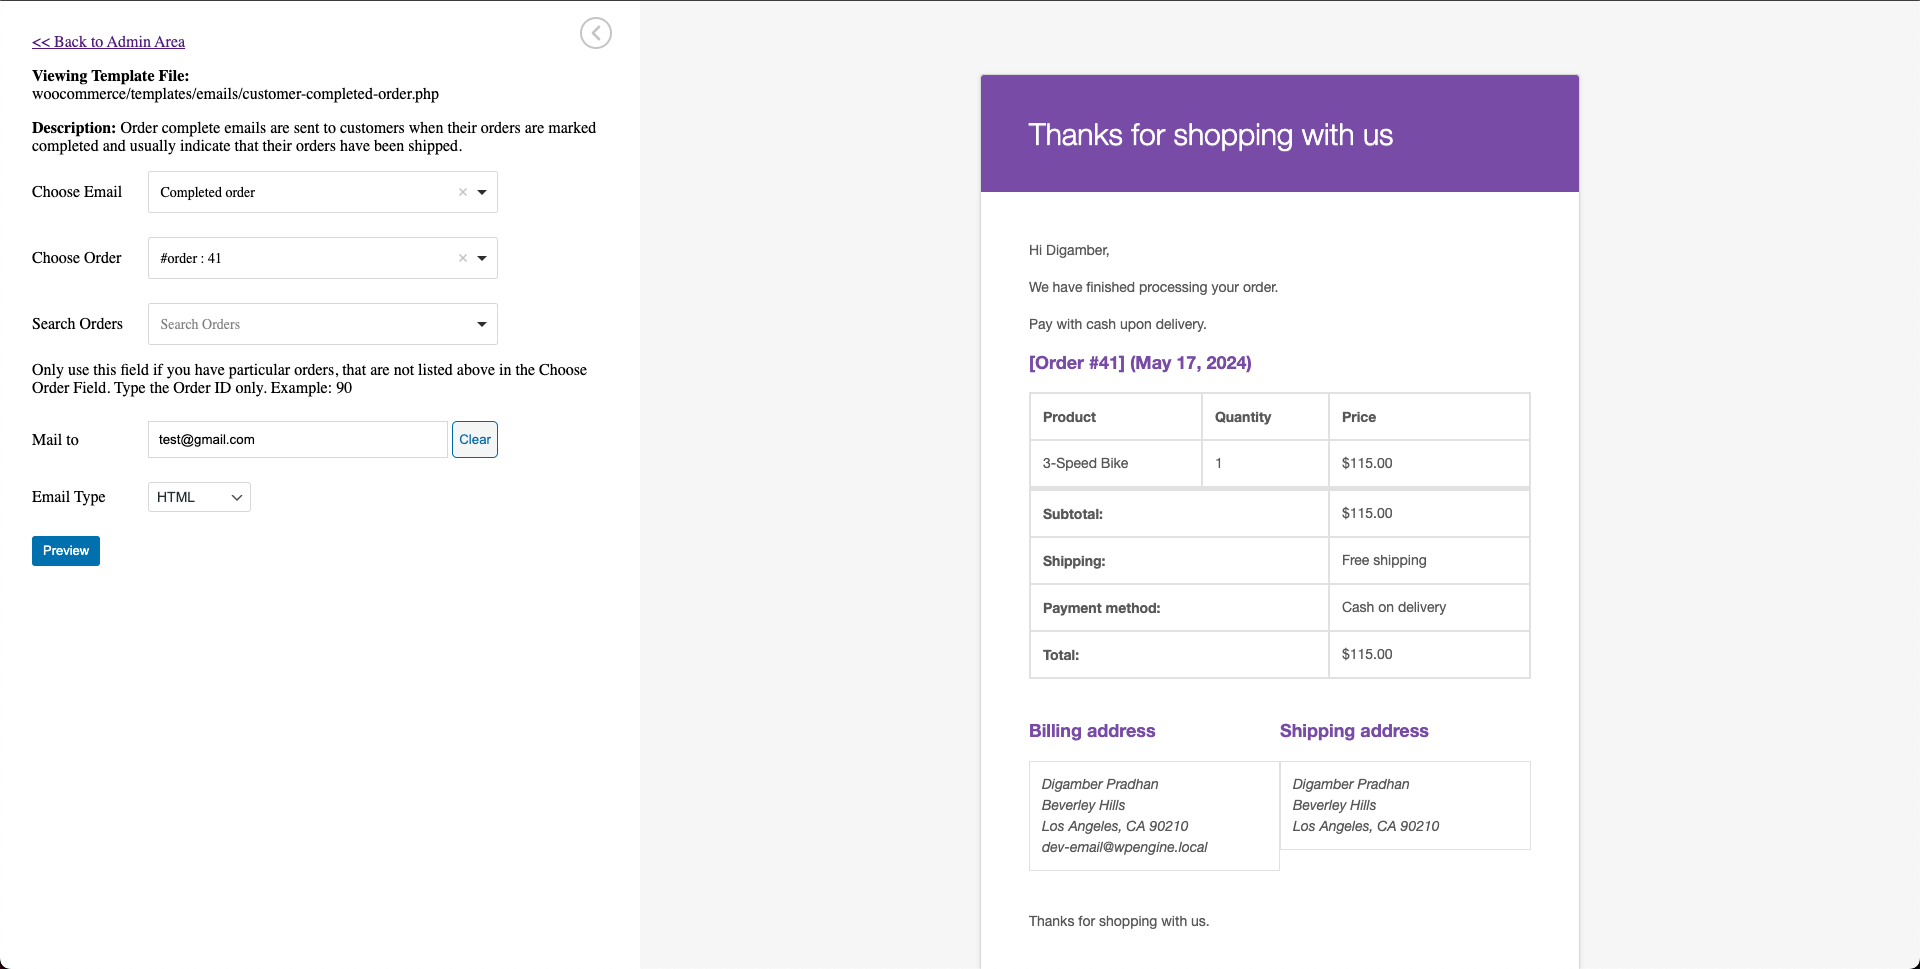 << Back to Admin Area
Viewing Template File:
woocommerce/templates/emails/customer-completed-order.php
Description: Order complete emails are sent to customers when their orders are marked
completed and usually indicate that their orders have been shipped.
Choose Email
Completed order
Choose Order
#order : 41
Search Orders
Search Orders
Only use this field if you have particular orders, that are not listed above in the Choose
Order Field. Type the Order ID only. Example: 90
Mail to
test@gmail.com
Clear
Email Type
HTML
Preview
Thanks for shopping with us
Hi Digamber,
We have finished processing your order.
Pay with cash upon delivery.
[Order #41] (May 17, 2024)
Product Quantity Price
3-Speed Bike 1 $115.00
Subtotal: $115.00
Shipping: Free shipping
Payment method: Cash on delivery
Total: $115.00
Billing address
Digamber Pradhan
Beverley Hills
Los Angeles, CA 90210
dev-email@wpengine.local
Shipping address
Digamber Pradhan
Beverley Hills
Los Angeles, CA 90210
Thanks for shopping with us.